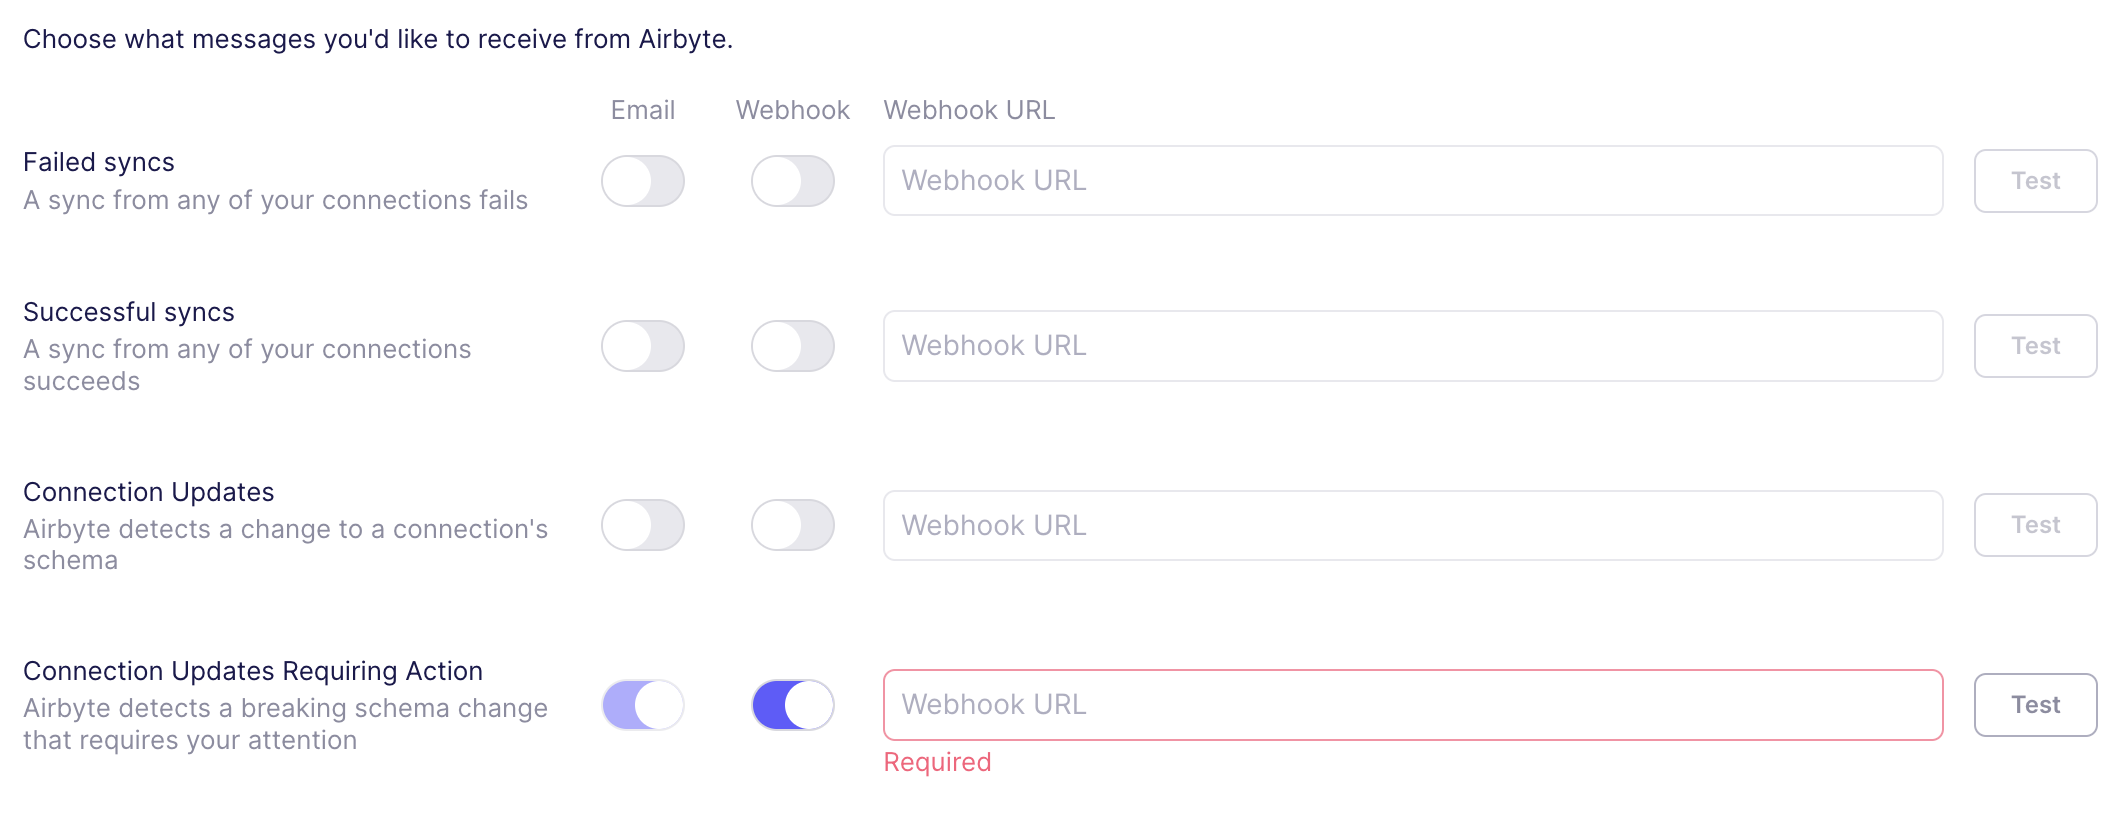 Choose what messages you'd like to receive from Airbyte.
Email Webhook Webhook URL
Failed syncs
A sync from any of your connections fails
Webhook URL
Test
Successful syncs
A sync from any of your connections
succeeds
Webhook URL
Test
Connection Updates
Airbyte detects a change to a connection's
schema
Webhook URL
Test
Connection Updates Requiring Action
Airbyte detects a breaking schema change
that requires your attention
Webhook URL
Test
Required